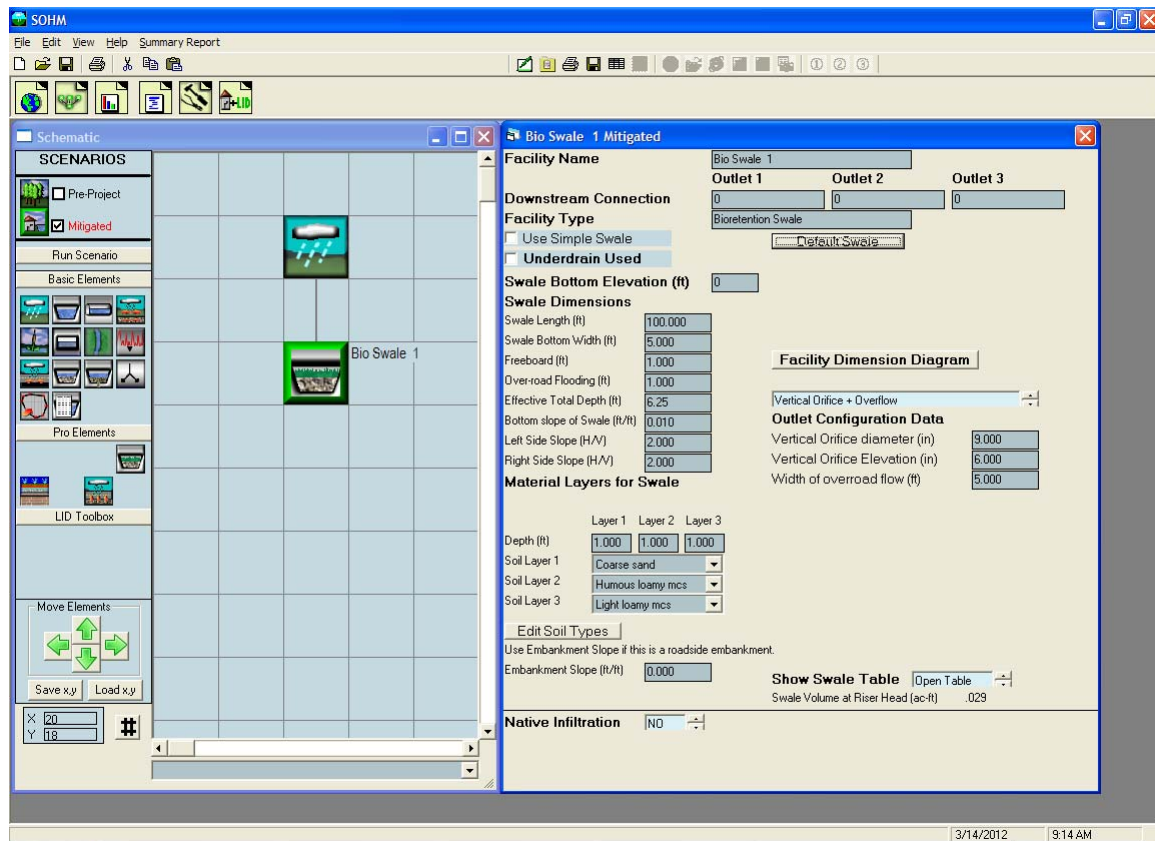 SOHM
File Edit View Help Summary Report
Schematic
SCENARIOS
Pre-Project
Mitigated
Run Scenario
Basic Elements
Pro Elements
LID Toolbox
Move Elements
Save x,y Load x,y
X 20
Y 18
#
Bio Swale 1
+LID
Bio Swale 1 Mitigated
Facility Name Bio Swale 1
Outlet 1 Outlet 2 Outlet 3
Downstream Connection 0 0 0
Facility Type Bioretention Swale
Use Simple Swale Default Swale
Underdrain Used
Swale Bottom Elevation (ft) 0
Swale Dimensions
Swale Length (ft) 100.000
Swale Bottom Width (ft) 5.000
Freeboard (ft) 1.000
Over-road Flooding (ft) 1.000
Effective Total Depth (ft) 6.25
Bottom slope of Swale (ft/ft) 0.010
Left Side Slope (H/V) 2.000
Right Side Slope (H/V) 2.000
Facility Dimension Diagram
Vertical Orifice + Overflow
Outlet Configuration Data
Vertical Orifice diameter (in) 9.000
Vertical Orifice Elevation (in) 6.000
Width of overroad flow (ft) 5.000
Material Layers for Swale
Layer 1 Layer 2 Layer 3
Depth (ft) 1.000 1.000 1.000
Soil Layer 1 Coarse sand
Soil Layer 2 Humous loamy mcs
Soil Layer 3 Light loamy mcs
Edit Soil Types
Use Embankment Slope if this is a roadside embankment.
Embankment Slope (ft/ft) 0.000
Show Swale Table Open Table
Swale Volume at Riser Head (ac-ft) .029
Native Infiltration NO
3/14/2012 9:14 AM